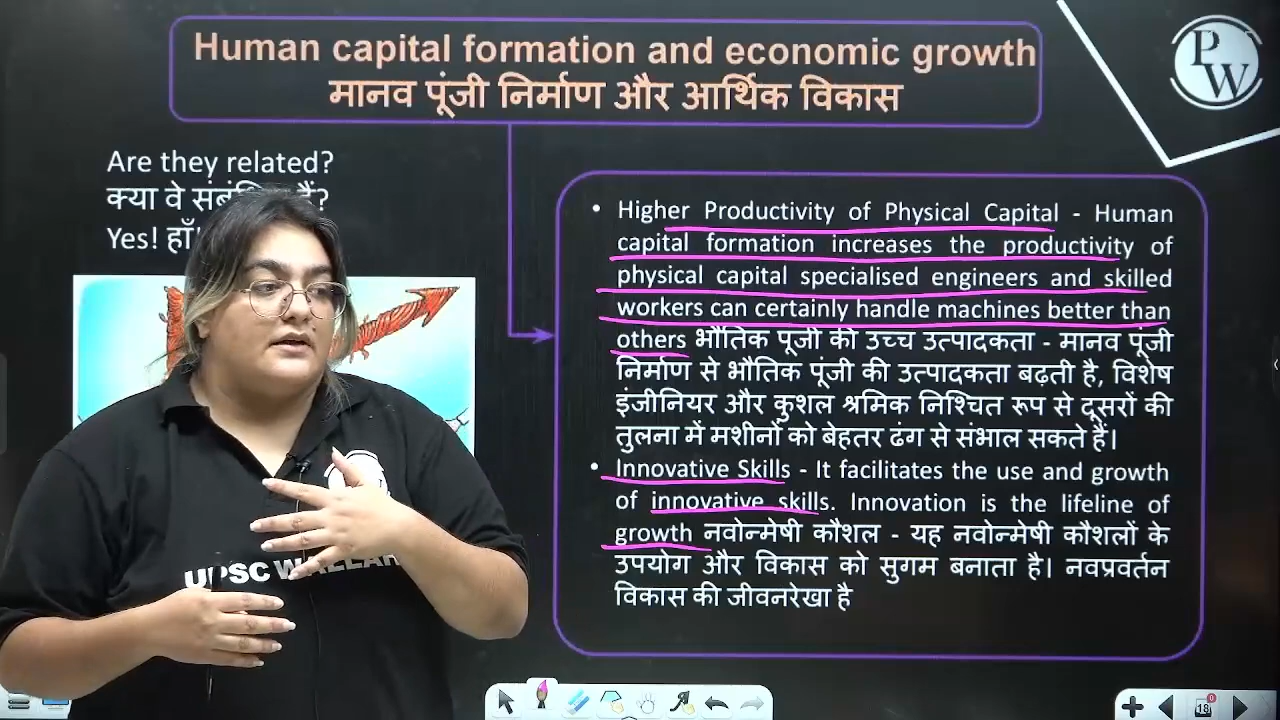 Human capital formation and economic growth
मानव पूंजी निर्माण और आर्थिक विकास
PW
Are they related?
क्या वे हैं?
Yes! हाँ
• Higher Productivity of Physical Capital - Human
capital formation increases the productivity of
physical capital specialised engineers and skilled
workers can certainly handle machines better than
others भौतिक पूंजी की उच्च उत्पादकता - मानव पूंजी
निर्माण से भौतिक पूंजी की उत्पादकता बढ़ती है, विशेष
इंजीनियर और कुशल श्रमिक निश्चित रूप से दूसरों की
तुलना में मशीनों को बेहतर ढंग से संभाल सकते हैं।
• Innovative Skills - It facilitates the use and growth
of innovative skills. Innovation is the lifeline of
growth नवोन्मेषी कौशल - यह नवोन्मेषी कौशलों के
उपयोग और विकास को सुगम बनाता है। नवप्रवर्तन
विकास की जीवनरेखा है
UPSC
18